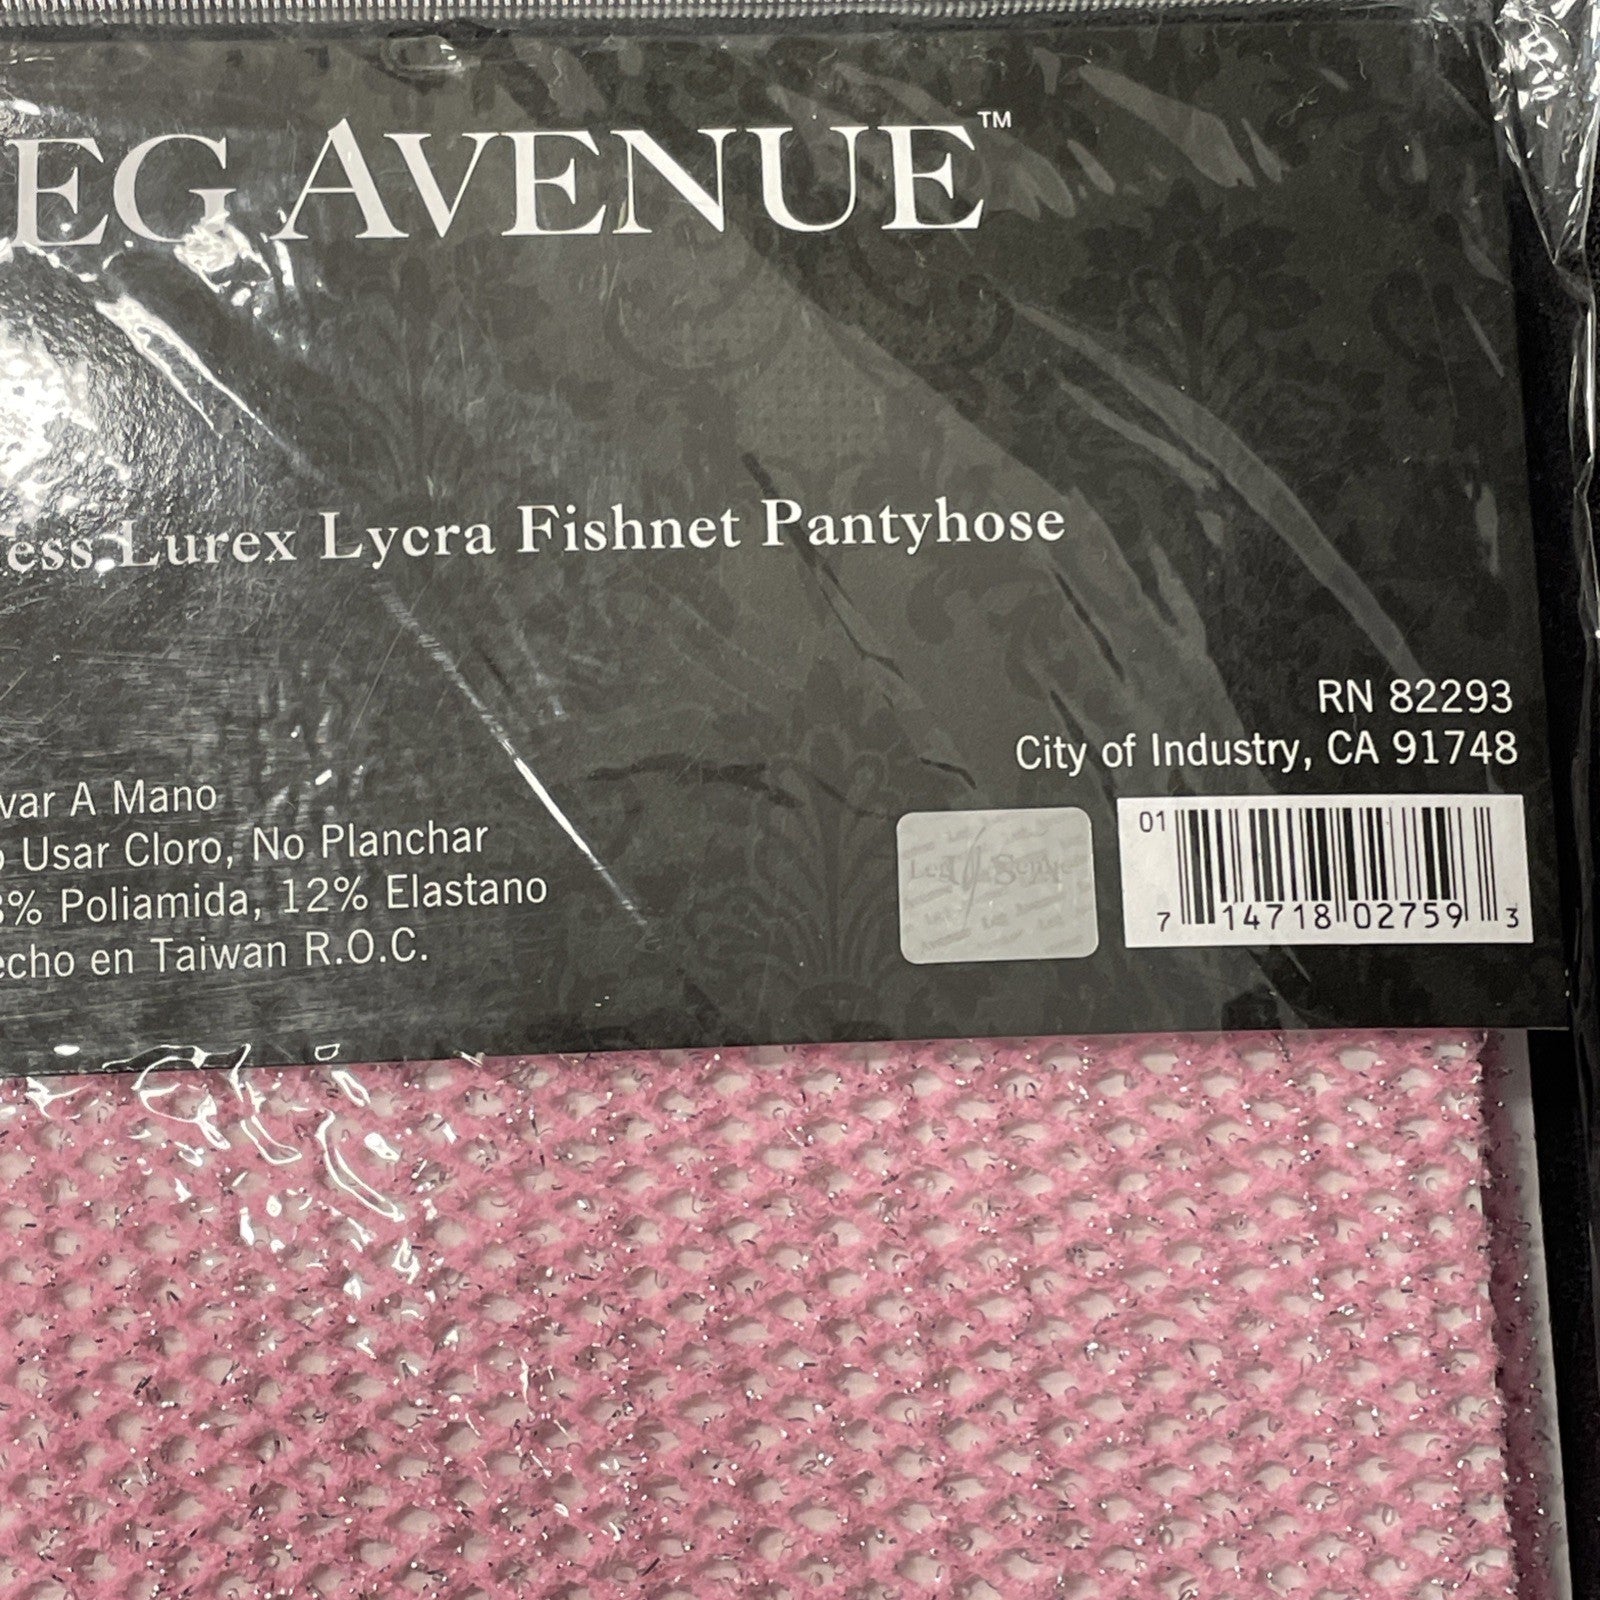 EG AVENUE™
ess Lurex Lycra Fishnet Pantyhose
RN 82293
City of Industry, CA 91748
var A Mano
o Usar Cloro, No Planchar
% Poliamida, 12% Elastano
echo en Taiwan R.O.C.
01
7 14718 02759 3